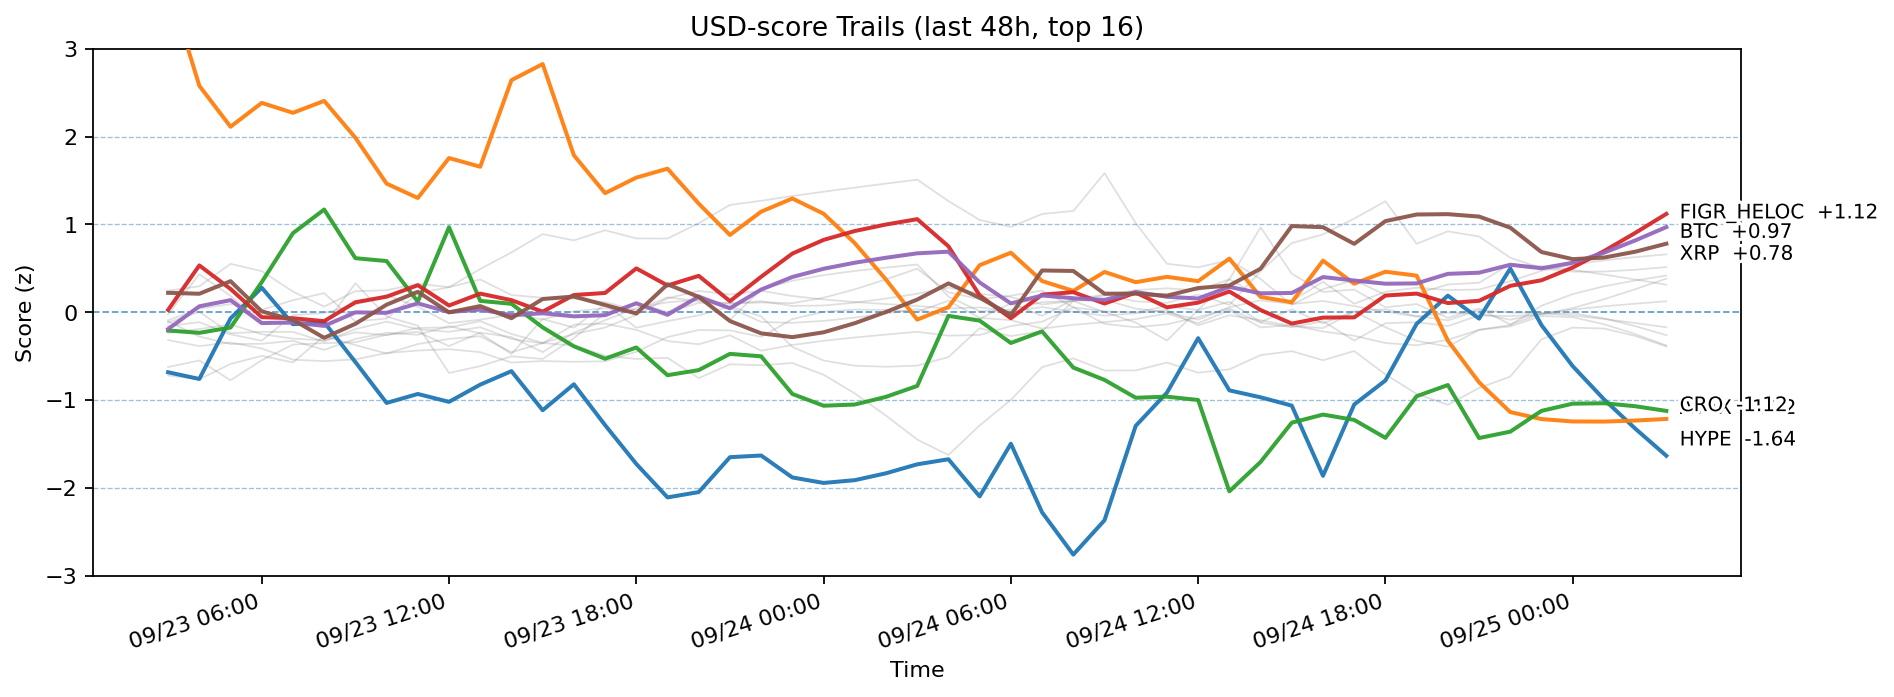 USD-score Trails (last 48h, top 16)
3
2
1
0
−1
−2
−3
Score (z)
FIGR_HELOC +1.12
BTC +0.97
XRP +0.78
CRO -1.12
HYPE -1.64
09/23 06:00
09/23 12:00
09/23 18:00
09/24 00:00
09/24 06:00
09/24 12:00
09/24 18:00
09/25 00:00
Time